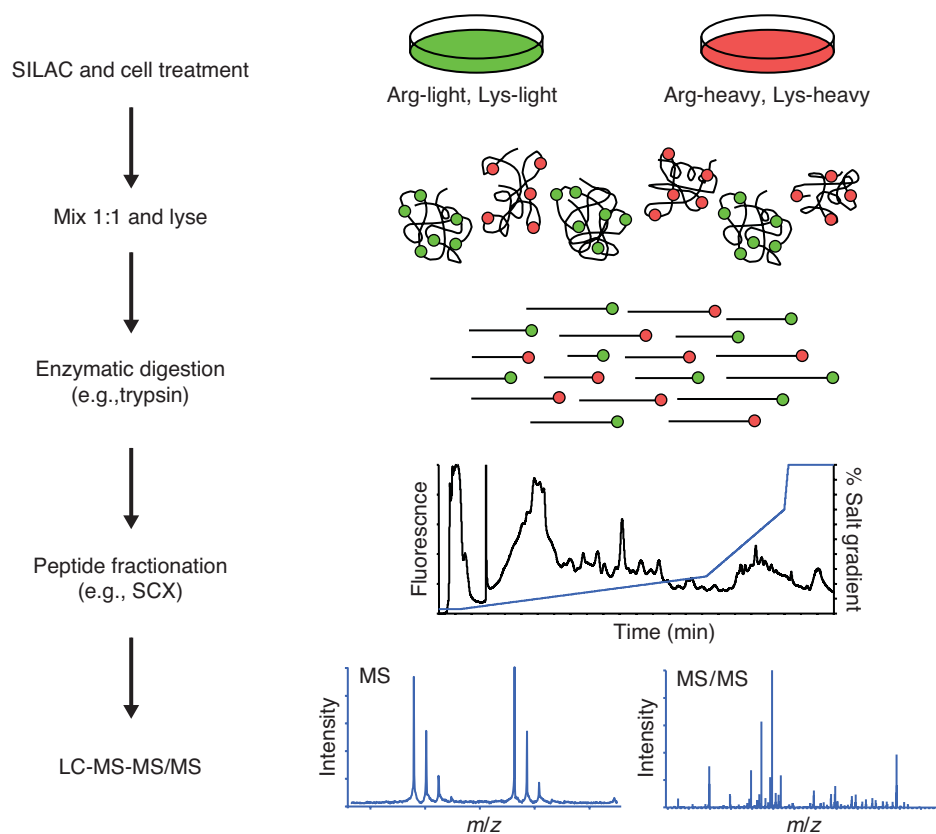 SILAC and cell treatment
Arg-light, Lys-light
Arg-heavy, Lys-heavy
Mix 1:1 and lyse
Enzymatic digestion
(e.g.,trypsin)
Peptide fractionation
(e.g., SCX)
Fluorescnce
% Salt gradient
Time (min)
LC-MS-MS/MS
MS
Intensity
m/z
MS/MS
Intensity
m/z